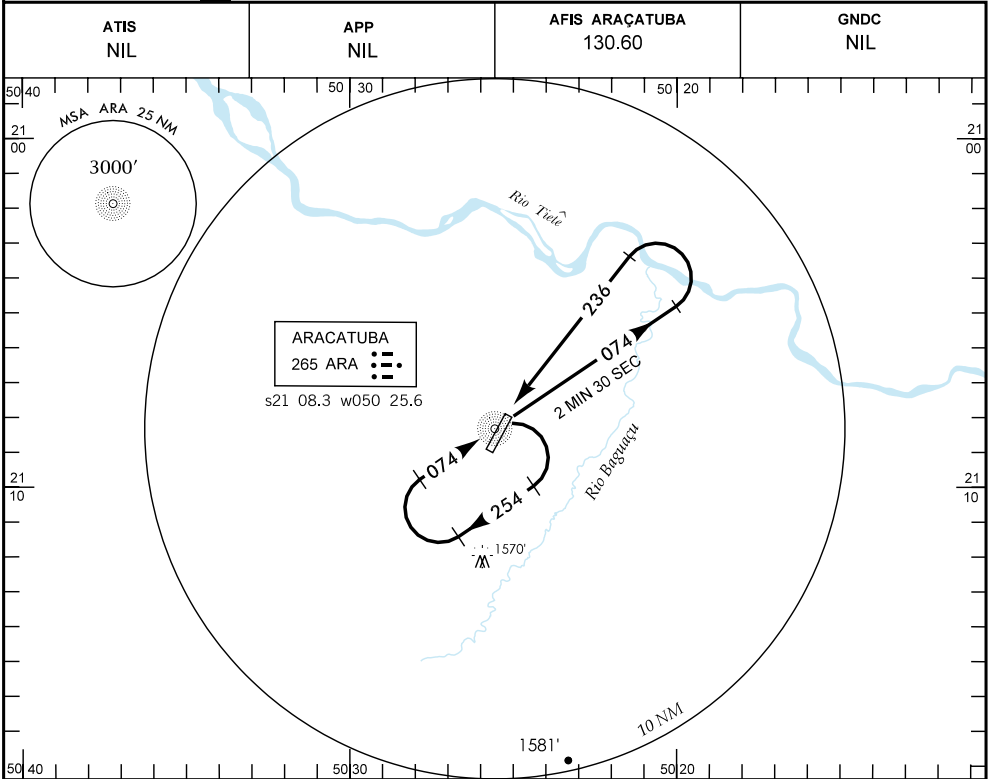 ATIS
NIL
APP
NIL
AFIS ARAÇATUBA
130.60
GNDC
NIL
50 40
50 30
50 20
21
00
21
00
MSA ARA 25 NM
3000'
Rio Tietê
236
074
2 MIN 30 SEC
ARACATUBA
265 ARA
s21 08.3 w050 25.6
074
254
Rio Baguaçu
21
10
21
10
1570'
10 NM
1581'
50 40
50 30
50 20